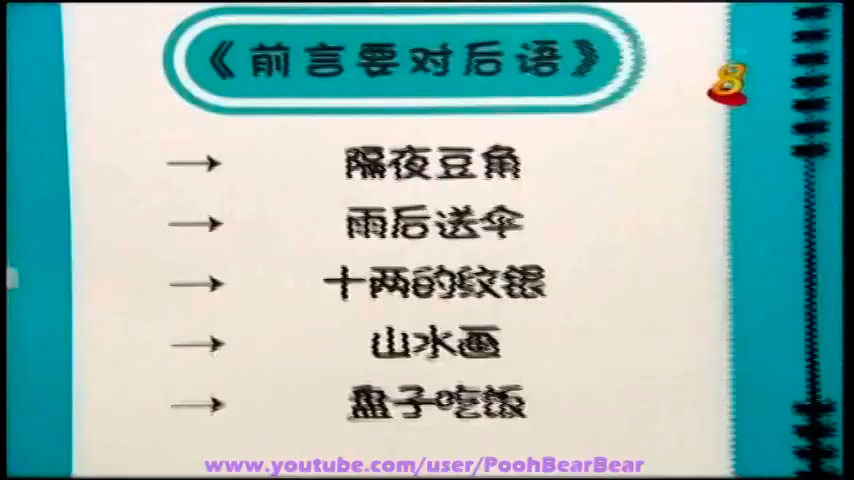 《前言要对后语》
8
→ 隔夜豆角
→ 雨后送伞
→ 十两的纹银
→ 山水画
→ 盘子吃饭
www.youtube.com/user/PoohBearBear